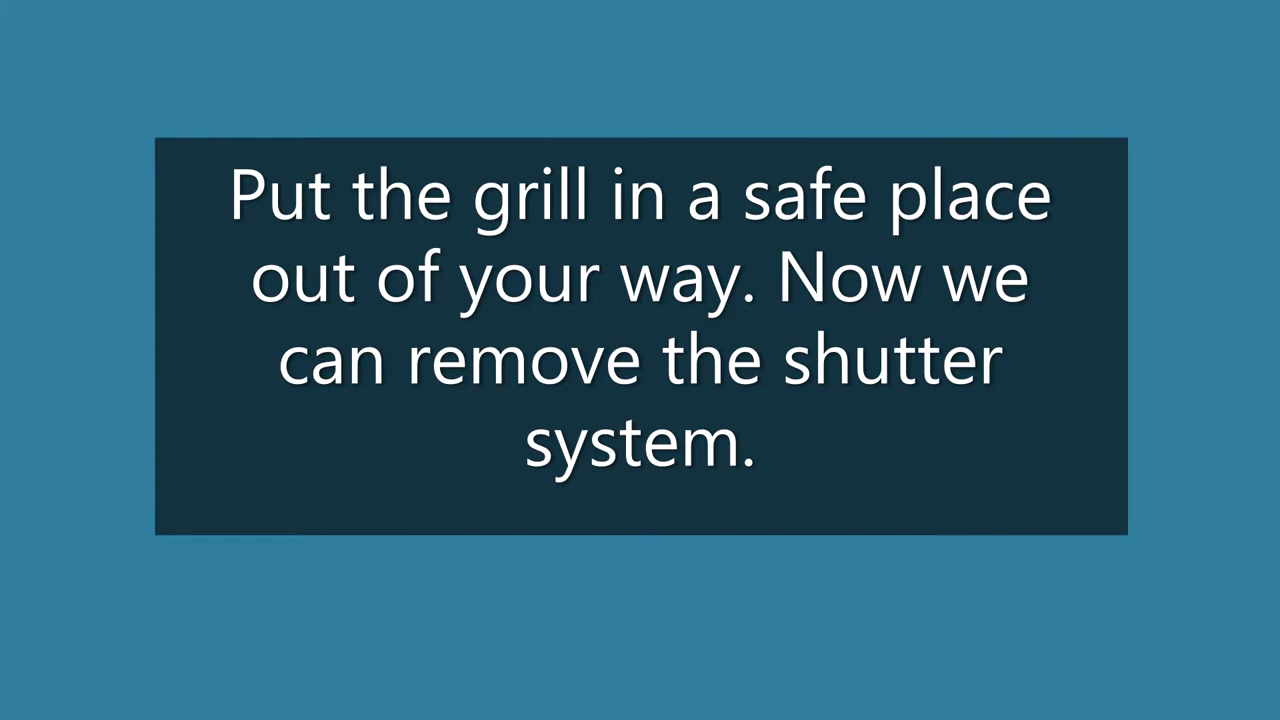 Put the grill in a safe place
out of your way. Now we
can remove the shutter
system.